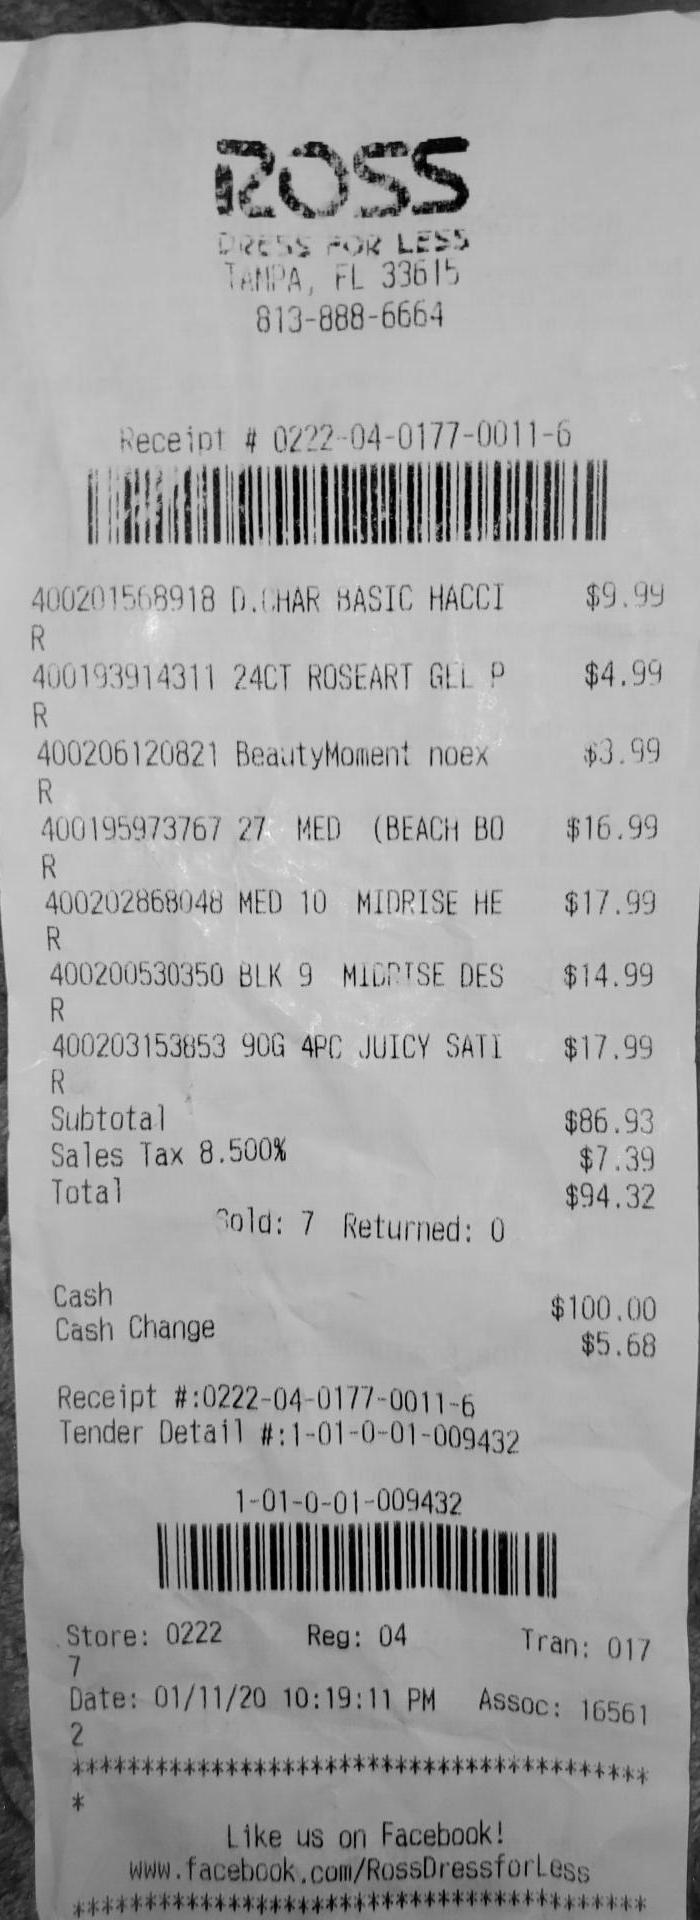 ROSS
DRESS FOR LESS
TAMPA, FL 33615
813-888-6664
Receipt # 0222-04-0177-0011-6
400201568918 D.CHAR BASIC HACCI $9.99
R
400193914311 24CT ROSEART GEL P $4.99
R
400206120821 BeautyMoment noex $3.99
R
400195973767 27 MED (BEACH BO $16.99
R
400202868048 MED 10 MIDRISE HE $17.99
R
400200530350 BLK 9 MIDRISE DES $14.99
R
400203153853 90G 4PC JUICY SATI $17.99
R
Subtotal $86.93
Sales Tax 8.500% $7.39
Total $94.32
Sold: 7 Returned: 0
Cash $100.00
Cash Change $5.68
Receipt #:0222-04-0177-0011-6
Tender Detail #:1-01-0-01-009432
1-01-0-01-009432
Store: 0222 Reg: 04 Tran: 017
7
Date: 01/11/20 10:19:11 PM Assoc: 16561
2
*****************************************
*
Like us on Facebook!
www.facebook.com/RossDressforLess
*****************************************